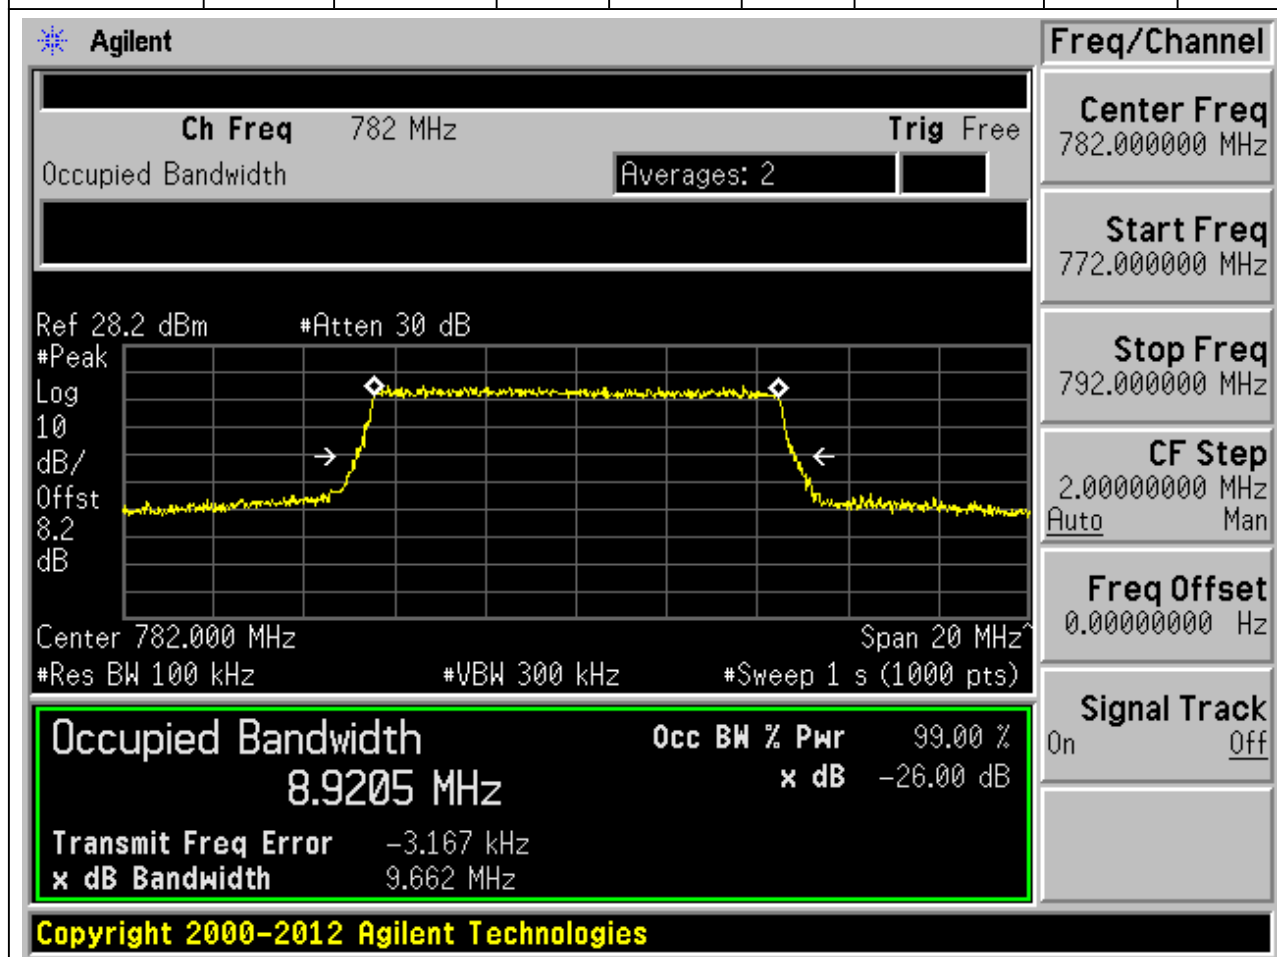 Agilent
Freq/Channel
Ch Freq 782 MHz Trig Free
Occupied Bandwidth Averages: 2
Center Freq
782.000000 MHz
Start Freq
772.000000 MHz
Stop Freq
792.000000 MHz
CF Step
2.00000000 MHz
Auto Man
Freq Offset
0.00000000 Hz
Signal Track
On Off
Ref 28.2 dBm #Atten 30 dB
#Peak
Log
10
dB/
Offst
8.2
dB
Center 782.000 MHz Span 20 MHz^
#Res BW 100 kHz #VBW 300 kHz #Sweep 1 s (1000 pts)
Occupied Bandwidth Occ BW % Pwr 99.00 %
8.9205 MHz x dB -26.00 dB
Transmit Freq Error -3.167 kHz
x dB Bandwidth 9.662 MHz
Copyright 2000-2012 Agilent Technologies